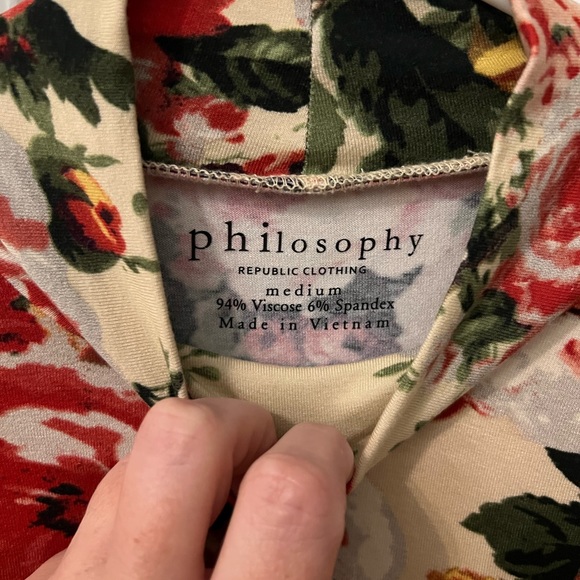 philosophy
REPUBLIC CLOTHING
medium
94% Viscose 6% Spandex
Made in Vietnam